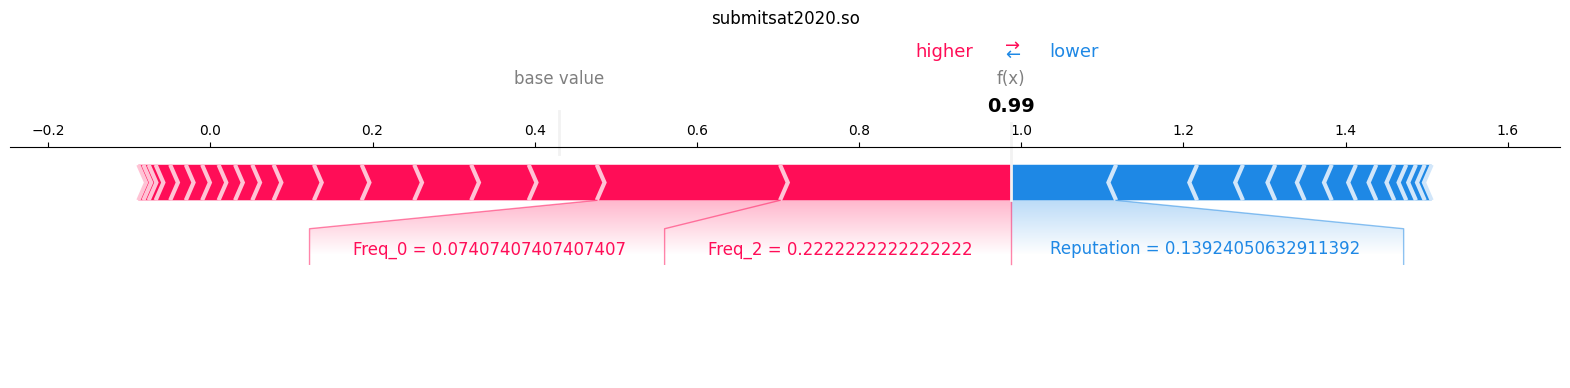 submitsat2020.so
higher → ← lower
base value f(x)
0.99
−0.2 0.0 0.2 0.4 0.6 0.8 1.0 1.2 1.4 1.6
Freq_0 = 0.07407407407407407 Freq_2 = 0.2222222222222222 Reputation = 0.13924050632911392